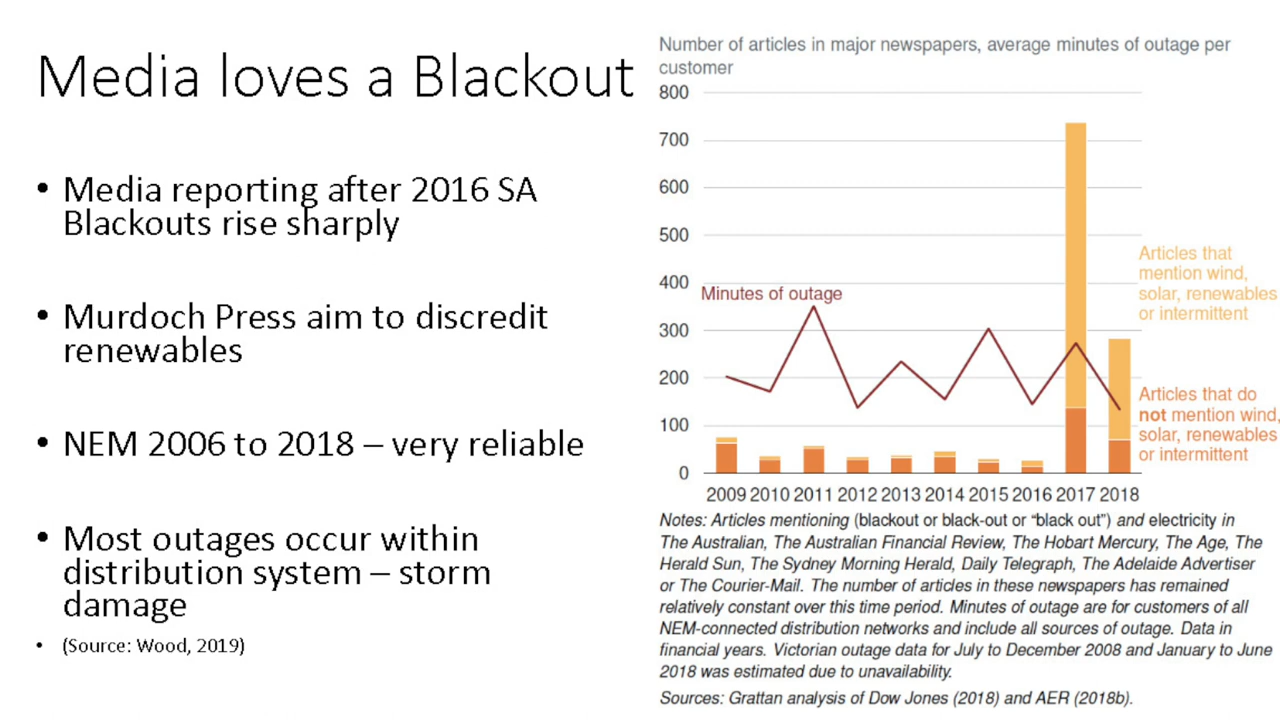 Media loves a Blackout
• Media reporting after 2016 SA
Blackouts rise sharply
• Murdoch Press aim to discredit
renewables
• NEM 2006 to 2018 – very reliable
• Most outages occur within
distribution system – storm
damage
• (Source: Wood, 2019)
Number of articles in major newspapers, average minutes of outage per
customer
800
700
600
500
400
300
200
100
0
Minutes of outage
Articles that
mention wind,
solar, renewables
or intermittent
Articles that do
not mention wind,
solar, renewables
or intermittent
2009 2010 2011 2012 2013 2014 2015 2016 2017 2018
Notes: Articles mentioning (blackout or black-out or “black out”) and electricity in
The Australian, The Australian Financial Review, The Hobart Mercury, The Age, The
Herald Sun, The Sydney Morning Herald, Daily Telegraph, The Adelaide Advertiser
or The Courier-Mail. The number of articles in these newspapers has remained
relatively constant over this time period. Minutes of outage are for customers of all
NEM-connected distribution networks and include all sources of outage. Data in
financial years. Victorian outage data for July to December 2008 and January to June
2018 was estimated due to unavailability.
Sources: Grattan analysis of Dow Jones (2018) and AER (2018b).